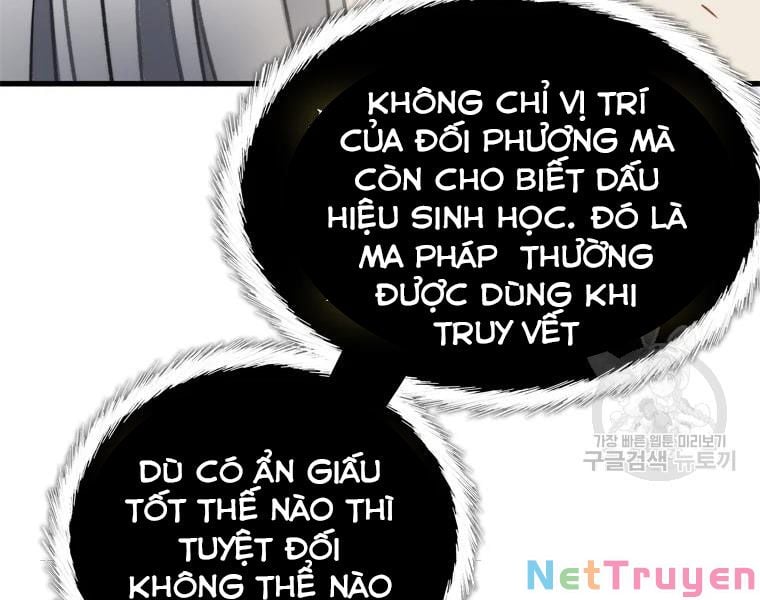 KHÔNG CHỈ VỊ TRÍ
CỦA ĐỐI PHƯƠNG MÀ
CÒN CHO BIẾT DẤU
HIỆU SINH HỌC. ĐÓ LÀ
MA PHÁP THƯỜNG
ĐƯỢC DÙNG KHI
TRUY VẾT
가장 빠른 웹툰 미리보기
구글검색 뉴토끼
DÙ CÓ ẨN GIẤU
TỐT THẾ NÀO THÌ
TUYỆT ĐỐI
KHÔNG THỂ NÀO
NetTruyen